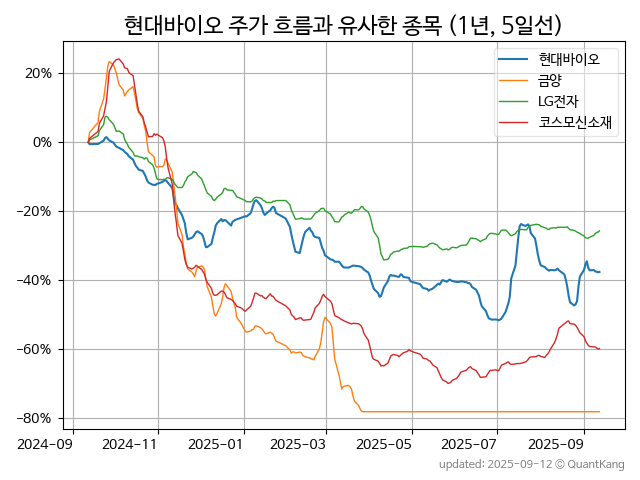 현대바이오 주가 흐름과 유사한 종목 (1년, 5일선)
현대바이오
금양
LG전자
코스모신소재
20%
0%
−20%
−40%
−60%
−80%
2024-09 2024-11 2025-01 2025-03 2025-05 2025-07 2025-09
updated: 2025-09-12 © QuantKang